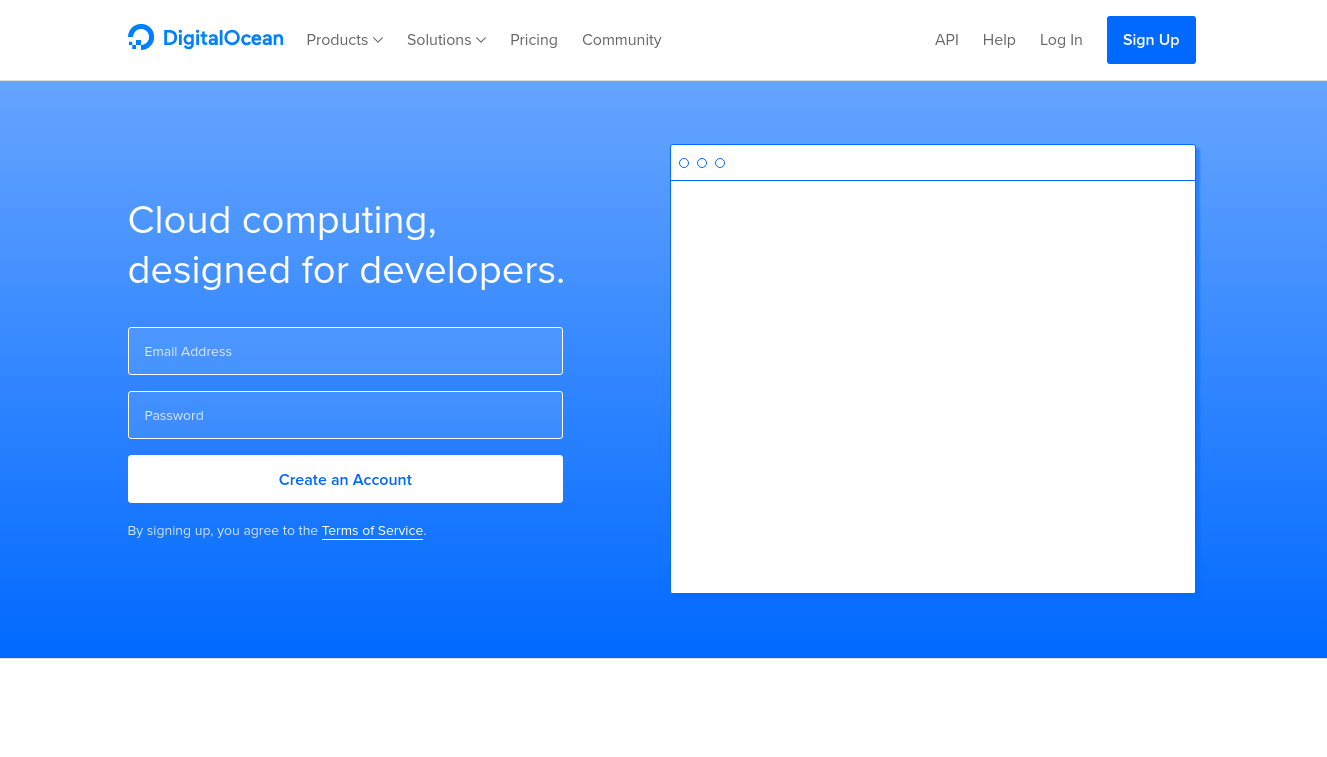 DigitalOcean Products Solutions Pricing Community API Help Log In Sign Up
Cloud computing,
designed for developers.
Email Address
Password
Create an Account
By signing up, you agree to the Terms of Service.